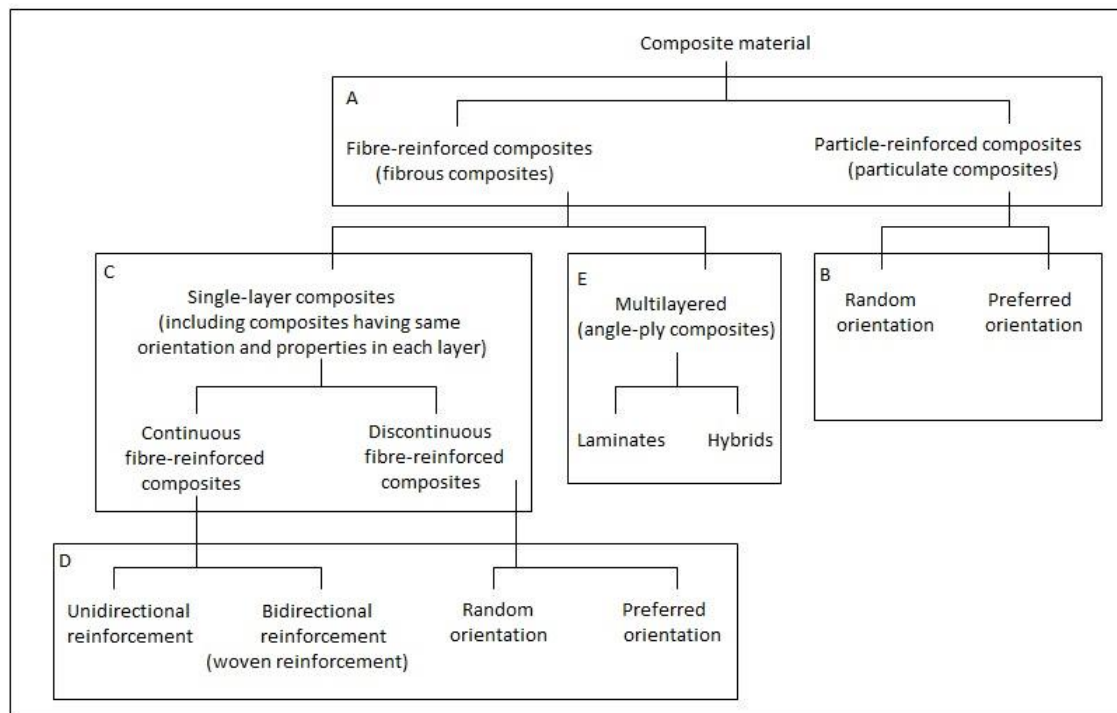 Composite material
A
Fibre-reinforced composites
(fibrous composites)
Particle-reinforced composites
(particulate composites)
C
Single-layer composites
(including composites having same
orientation and properties in each layer)
Continuous
fibre-reinforced
composites
Discontinuous
fibre-reinforced
composites
E
Multilayered
(angle-ply composites)
Laminates
Hybrids
B
Random
orientation
Preferred
orientation
D
Unidirectional
reinforcement
Bidirectional
reinforcement
(woven reinforcement)
Random
orientation
Preferred
orientation